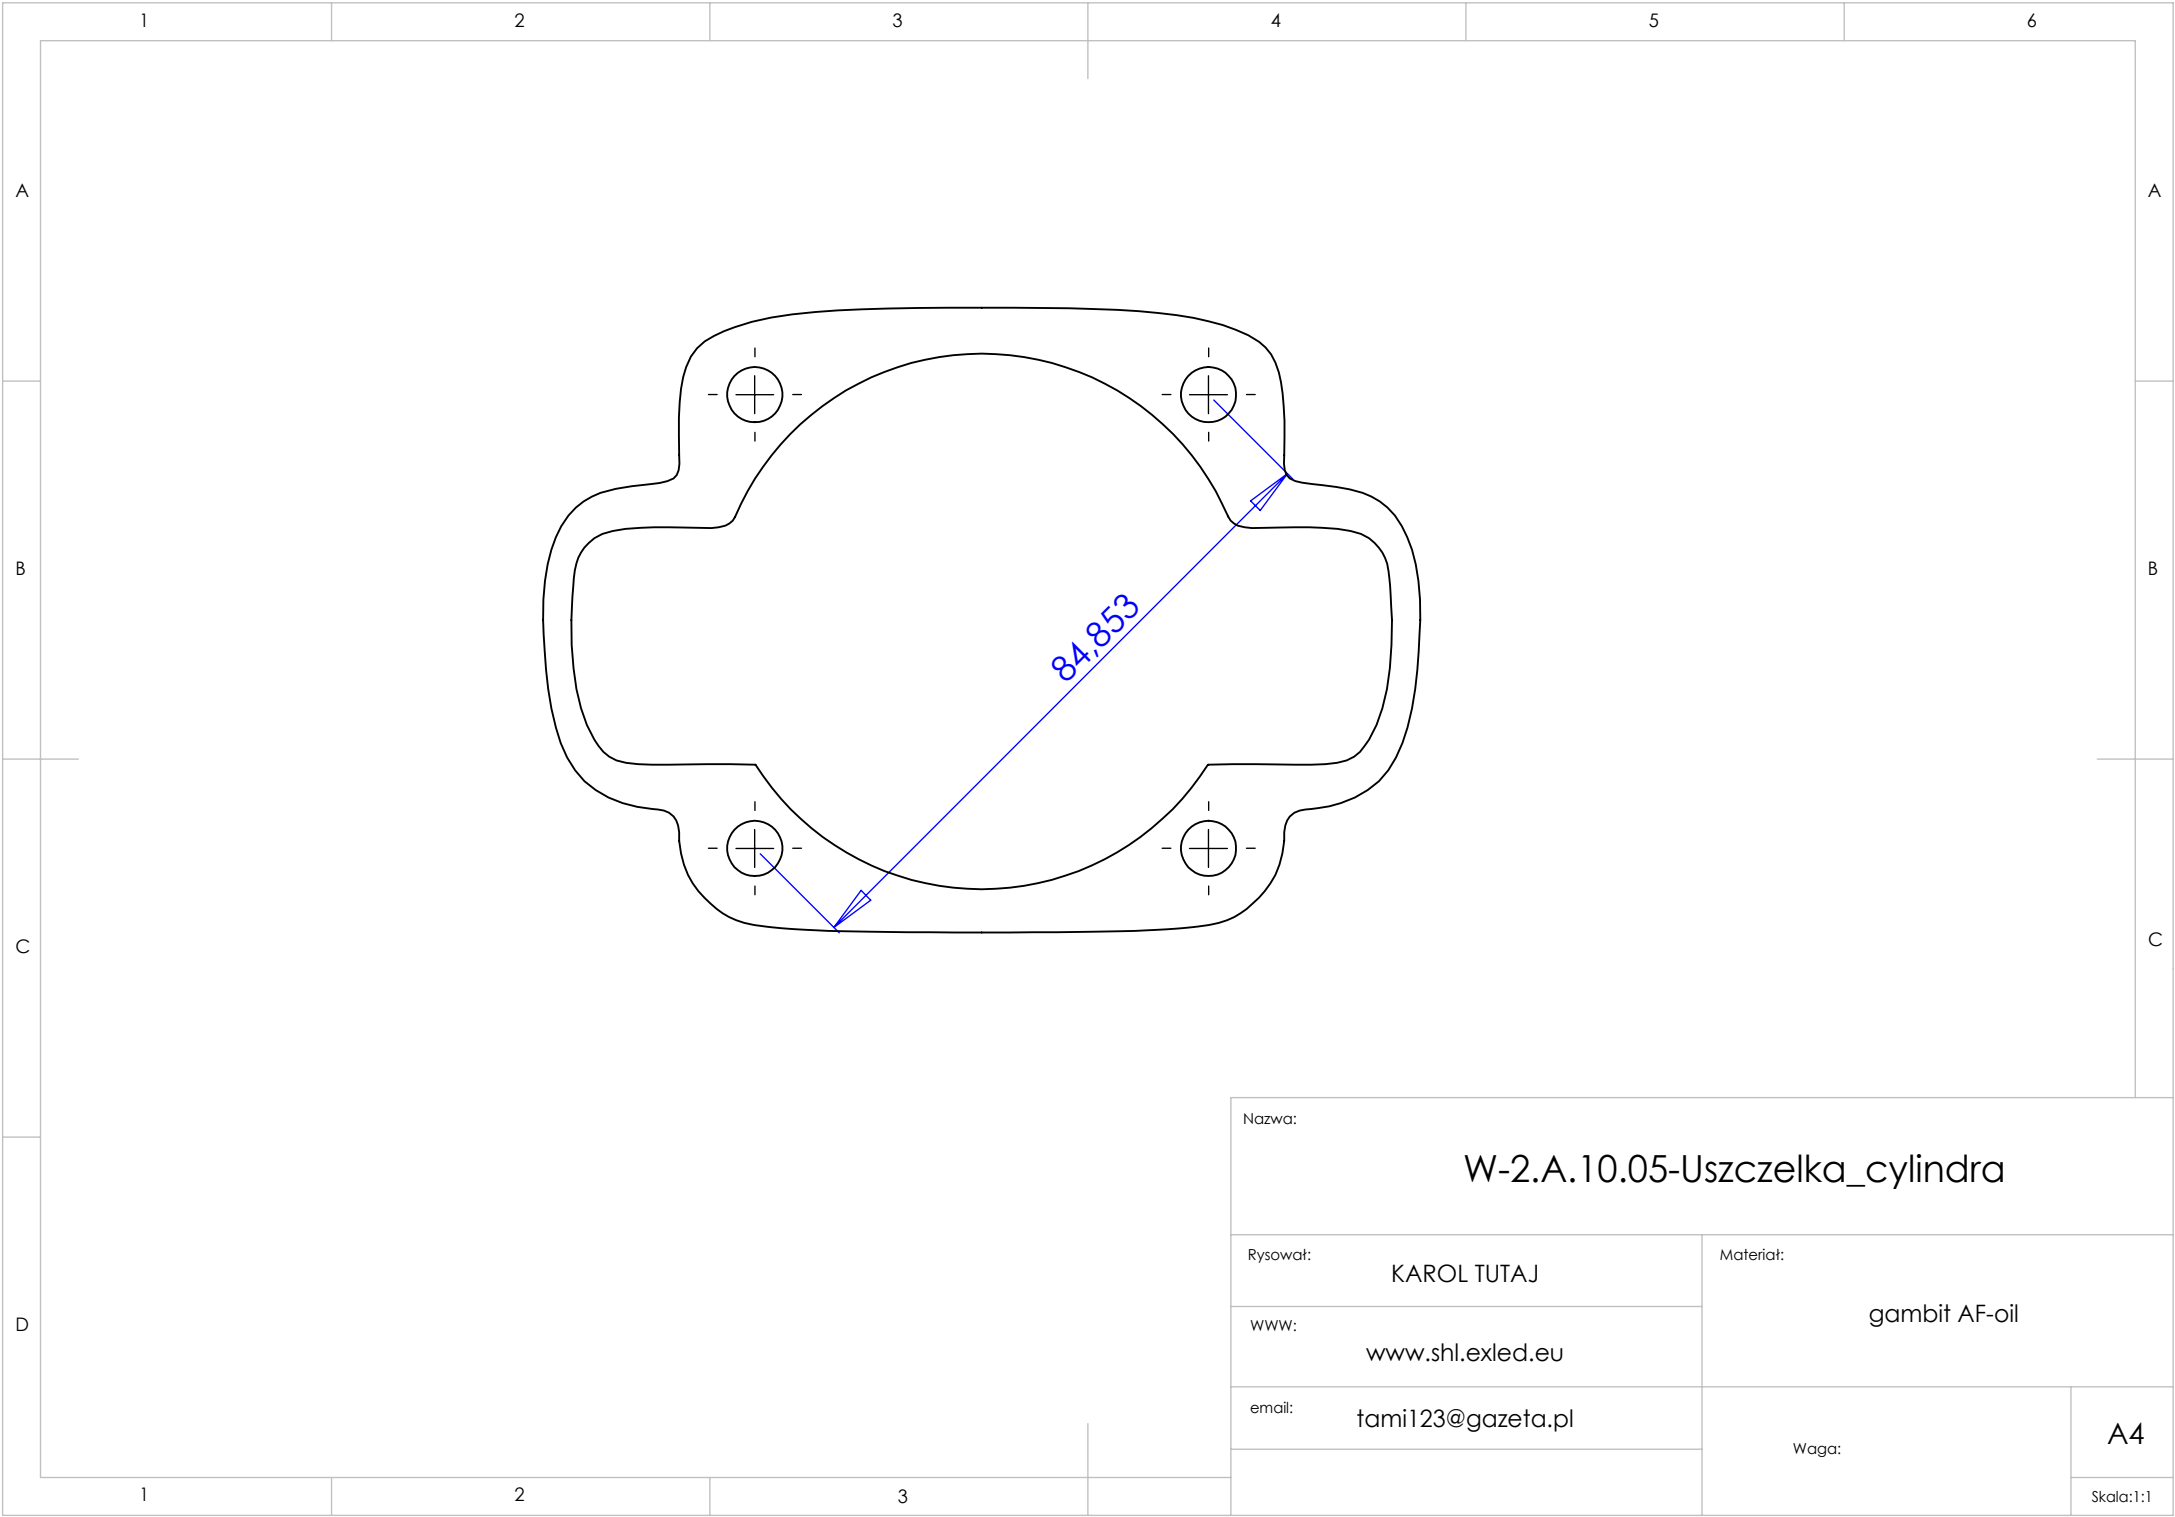 1 2 3 4 5 6
A A
B B
84,853
C C
Nazwa:
W-2.A.10.05-Uszczelka_cylindra
Rysował:
KAROL TUTAJ
Materiał:
gambit AF-oil
WWW:
www.shl.exled.eu
D
email:
tami123@gazeta.pl
Waga:
A4
Skala:1:1
1 2 3